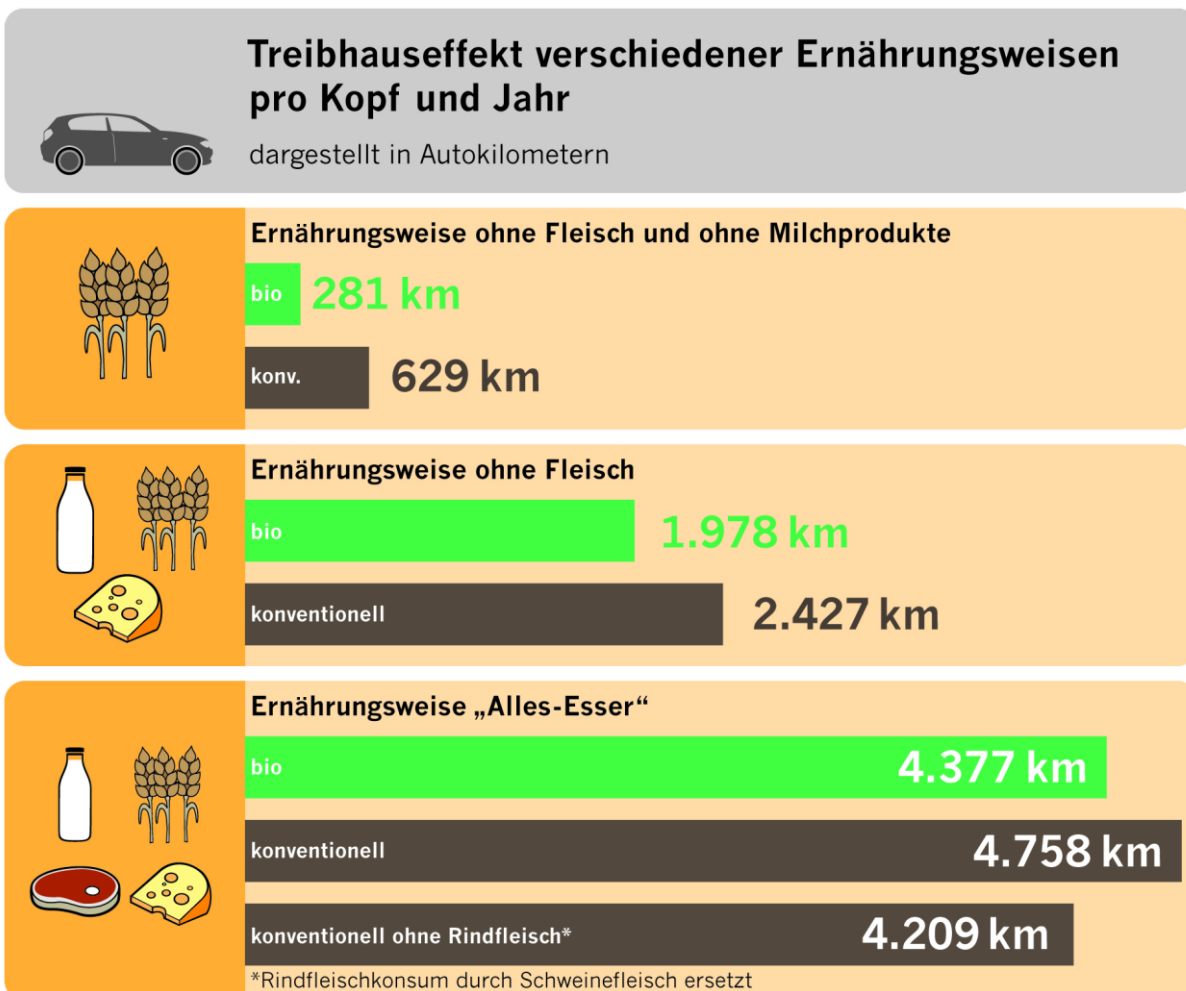 Treibhauseffekt verschiedener Ernährungsweisen
pro Kopf und Jahr
dargestellt in Autokilometern
Ernährungsweise ohne Fleisch und ohne Milchprodukte
bio 281 km
konv. 629 km
Ernährungsweise ohne Fleisch
bio 1.978 km
konventionell 2.427 km
Ernährungsweise „Alles-Esser“
bio 4.377 km
konventionell 4.758 km
konventionell ohne Rindfleisch* 4.209 km
*Rindfleischkonsum durch Schweinefleisch ersetzt